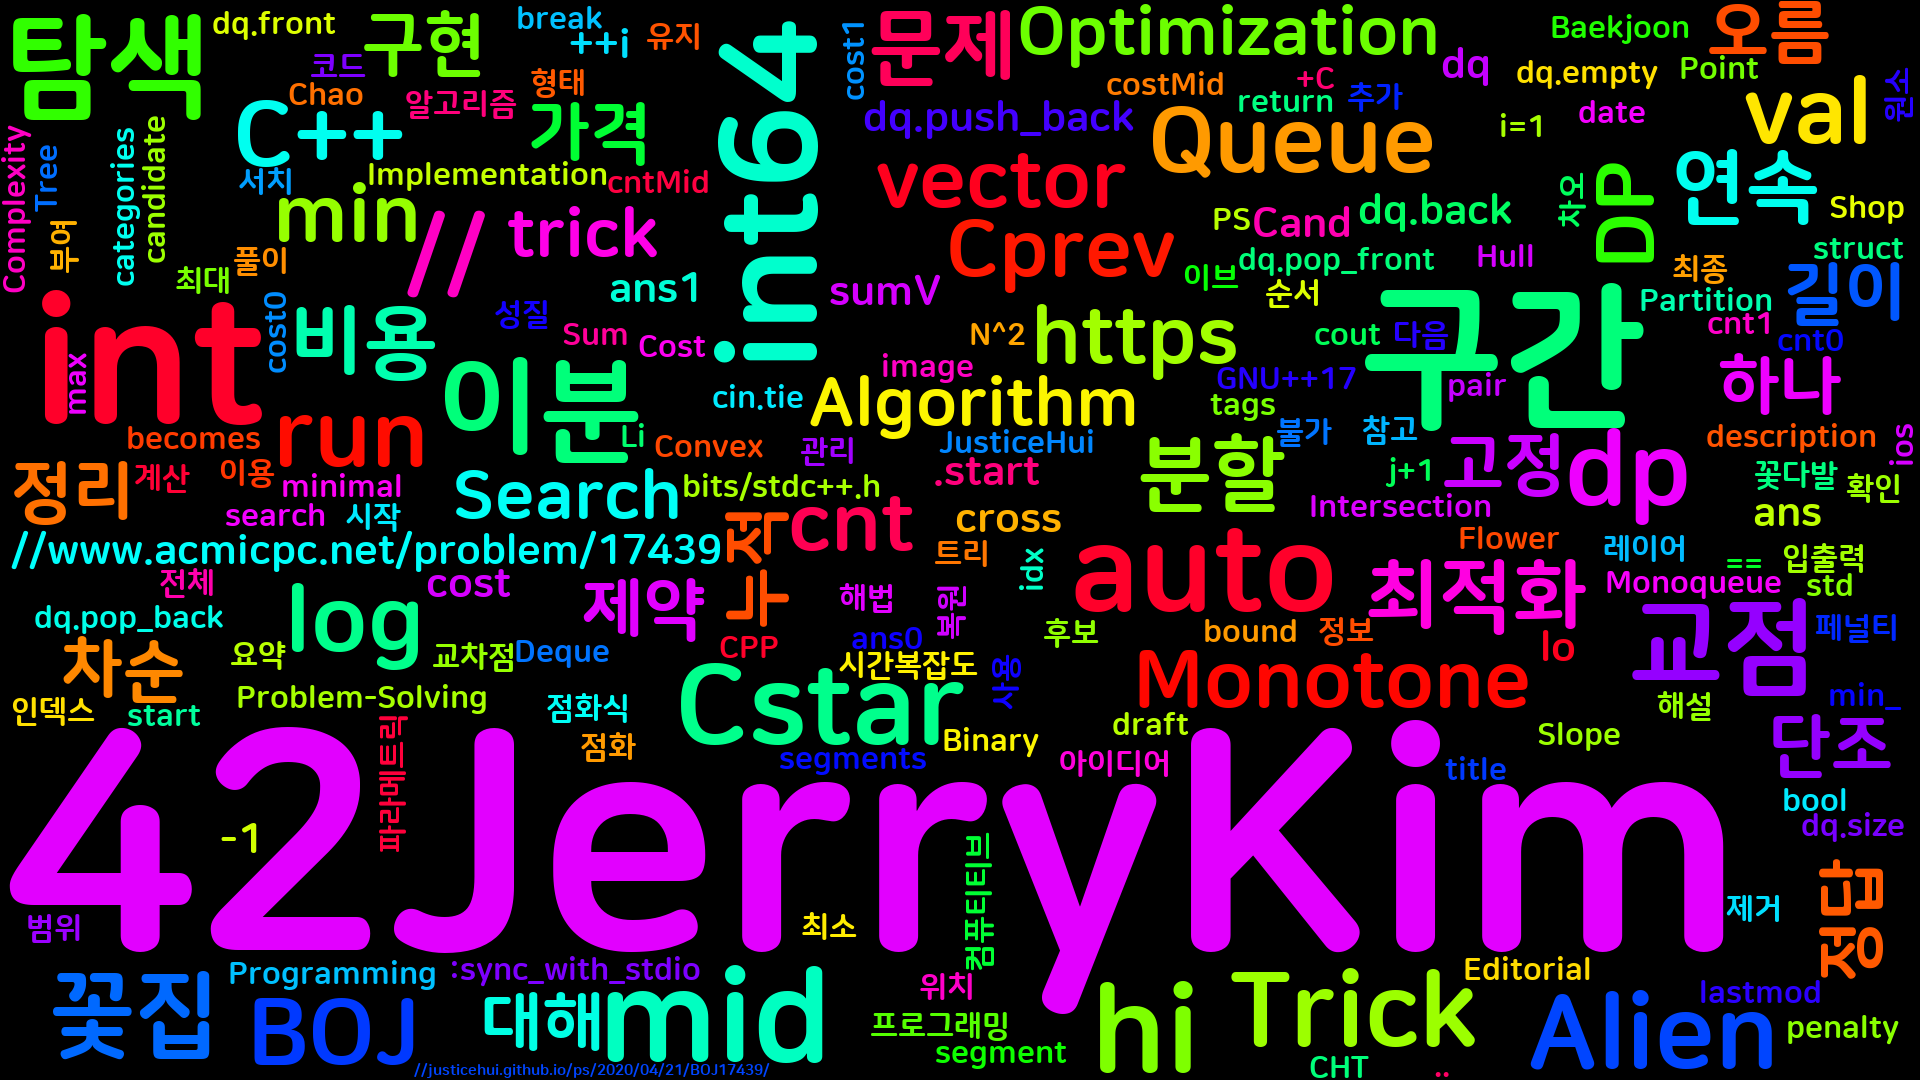 탐색
dq.front
구현
break
++i
유지
int64
cost1
문제
Optimization
dq
Baekjoon
오름
dq.empty
Point
val
원소
코드
Chao
알고리즘
형태
가격
C++
dq.push_back
costMid
+C
return
추가
Queue
i=1
date
Complexity
Tree
categories
candidate
부여
서치
Implementation
cntMid
min
//
trick
vector
Cprev
PS
Cand
dq.back
차어
DP
연속
Shop
struct
최대
풀이
ans1
sumV
이브
dq.pop_front
순서
Hull
최종
길이
int
max
cost0
비용
성질
Sum
Cost
N^2
https
cout
다음
구간
Partition
cnt1
cnt0
이분
image
cin.tie
Algorithm
GNU++17
tags
pair
하나
run
becomes
Li
Convex
관리
JusticeHui
불가
참고
description
ios
정리
계산
이용
minimal
search
시작
Search
bits/stdc++.h
.start
분할
j+1
고정
dp
꽃다발
확인
Intersection
ans
//www.acmicpc.net/problem/17439
누적
cnt
cross
트리
idx
auto
Flower
레이어
==
입출력
최적화
Monoqueue
std
전체
cost
제약
해법
복원
dq.pop_back
log
요약
교차점
Deque
CPP
ans0
시간복잡도
사용
후보
bound
정보
lo
교점
페널티
차순
인덱스
start
Problem-Solving
점화식
Cstar
Monotone
해설
min_
파라메트릭
점화
segments
Binary
draft
아이디어
Slope
title
단조
42JerryKim
-1
bool
dq.size
범위
최소
컴퓨티티브
정답
제거
꽃집
Programming
:sync_with_stdio
위치
Editorial
lastmod
BOJ
대해
mid
프로그래밍
segment
hi
Trick
CHT
..
Alien
penalty
//justicehui.github.io/ps/2020/04/21/BOJ17439/